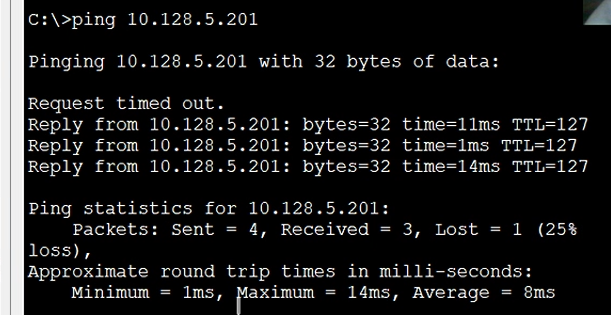 C:\>ping 10.128.5.201
Pinging 10.128.5.201 with 32 bytes of data:
Request timed out.
Reply from 10.128.5.201: bytes=32 time=11ms TTL=127
Reply from 10.128.5.201: bytes=32 time=1ms TTL=127
Reply from 10.128.5.201: bytes=32 time=14ms TTL=127
Ping statistics for 10.128.5.201:
Packets: Sent = 4, Received = 3, Lost = 1 (25%
loss),
Approximate round trip times in milli-seconds:
Minimum = 1ms, Maximum = 14ms, Average = 8ms